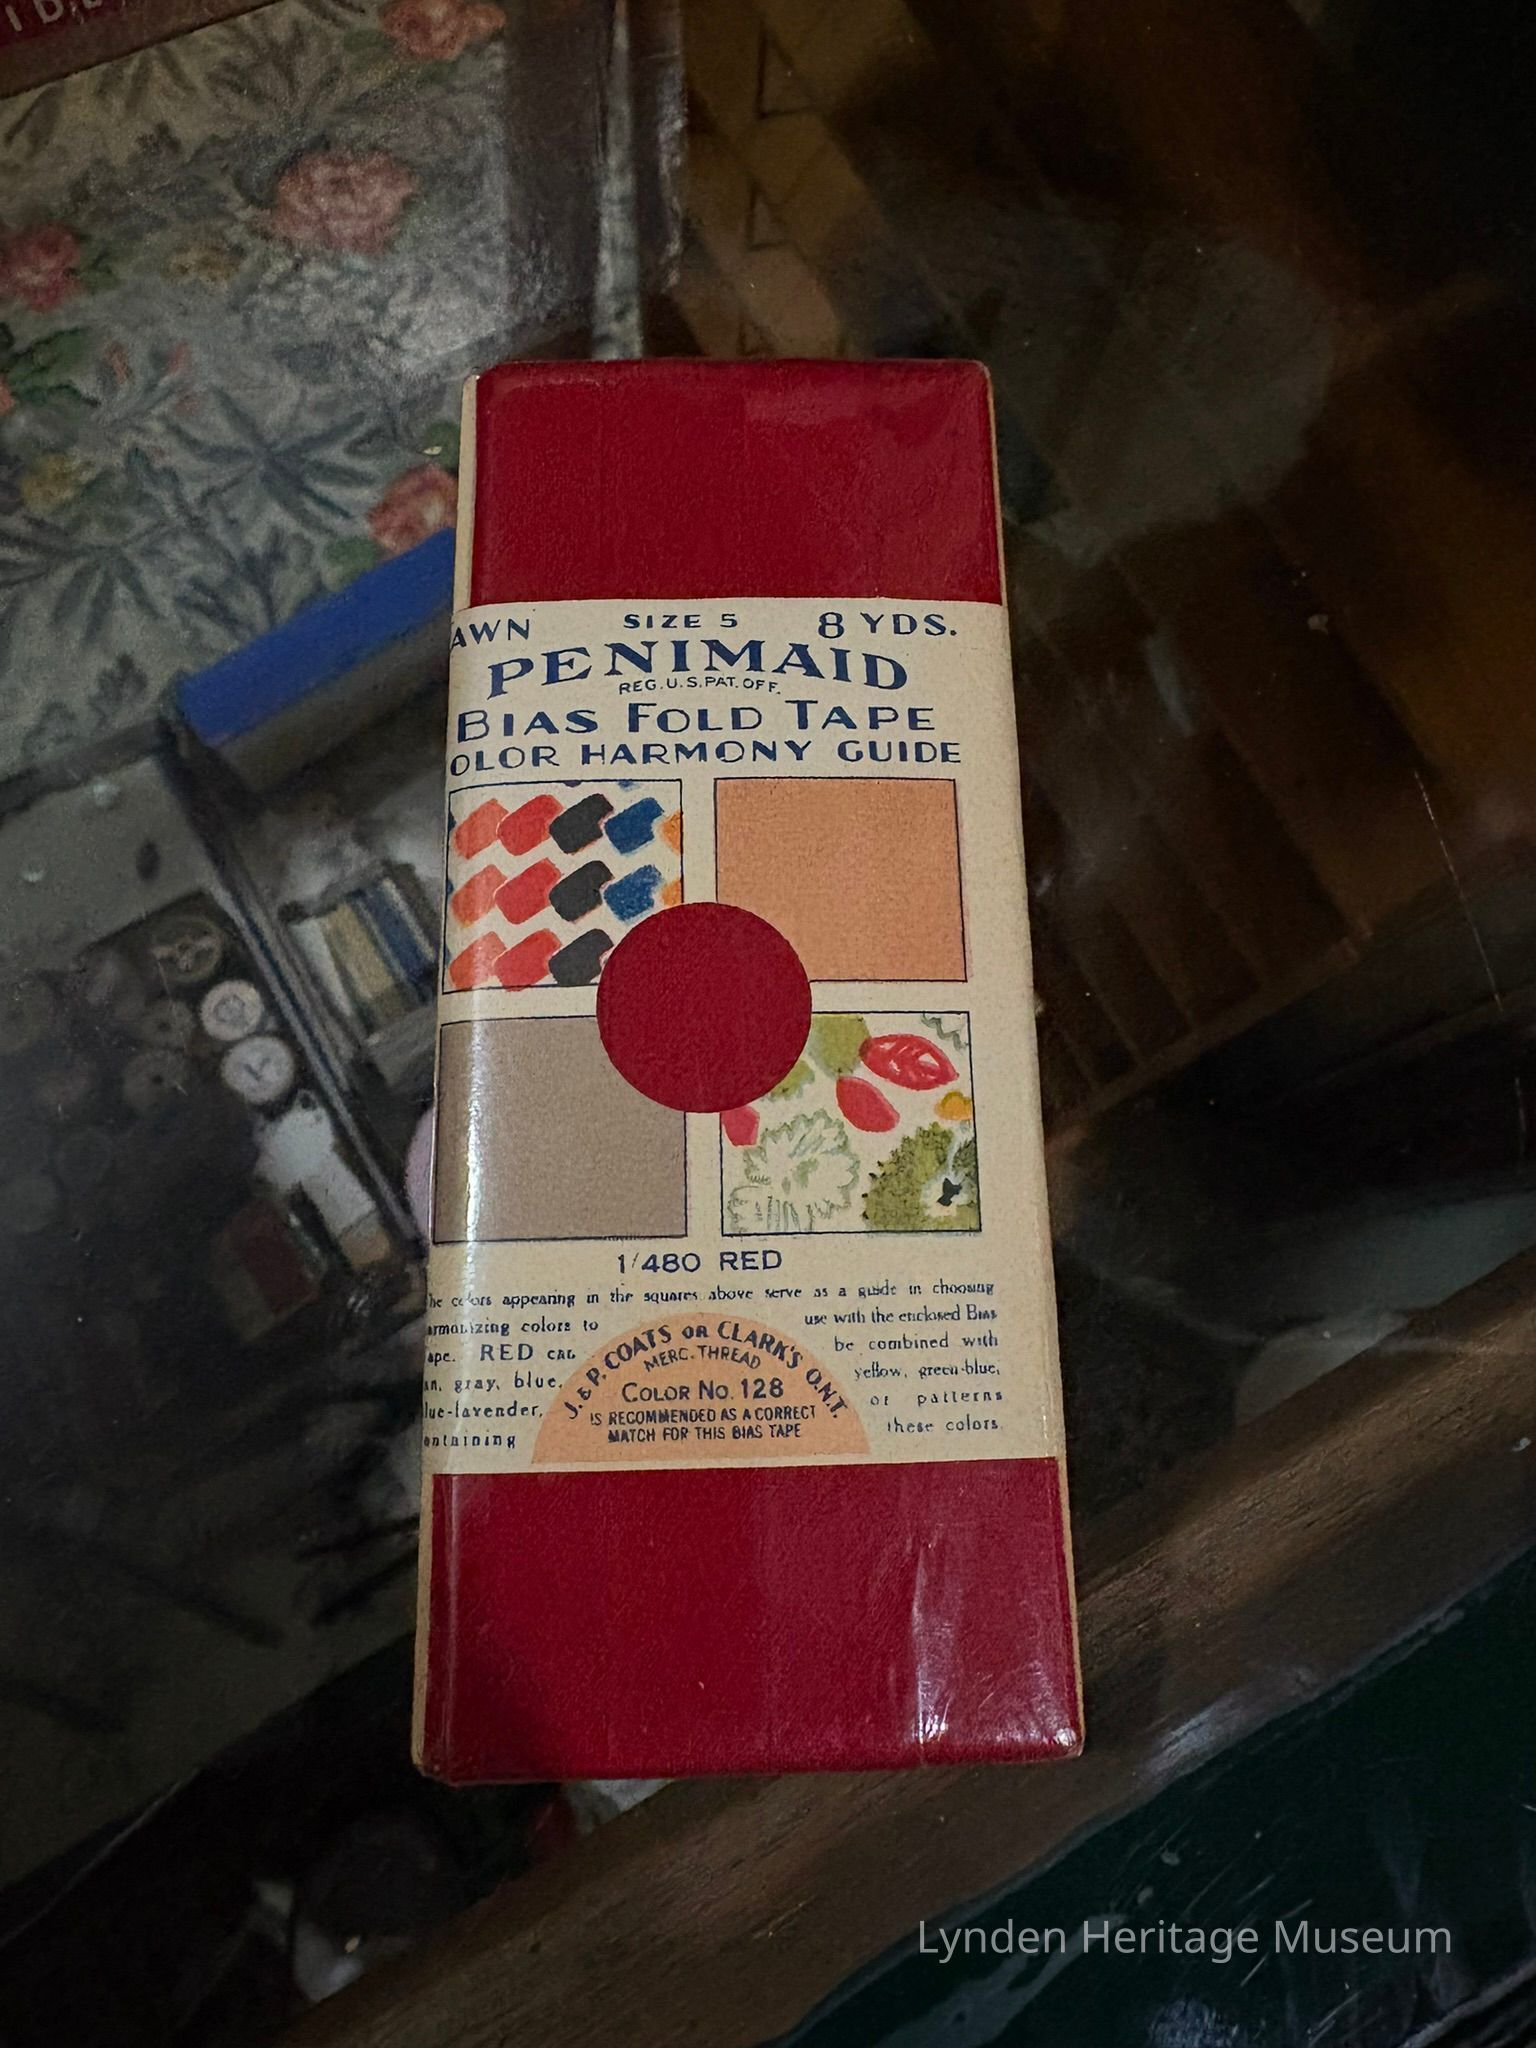 AWN SIZE 5 8 YDS.
PENIMAID
REG. U.S. PAT. OFF.
BIAS FOLD TAPE
OLOR HARMONY GUIDE
1/480 RED
he colors appearing in the squares above serve as a guide in choosing
armonizing colors to use with the enclosed Bias
ape. RED can be combined with
an, gray, blue, yellow, green-blue,
lue-lavender, or patterns
ontaining these colors.
J. & P. COATS OR CLARK'S O.N.T.
MERC. THREAD
COLOR NO. 128
IS RECOMMENDED AS A CORRECT
MATCH FOR THIS BIAS TAPE
Lynden Heritage Museum